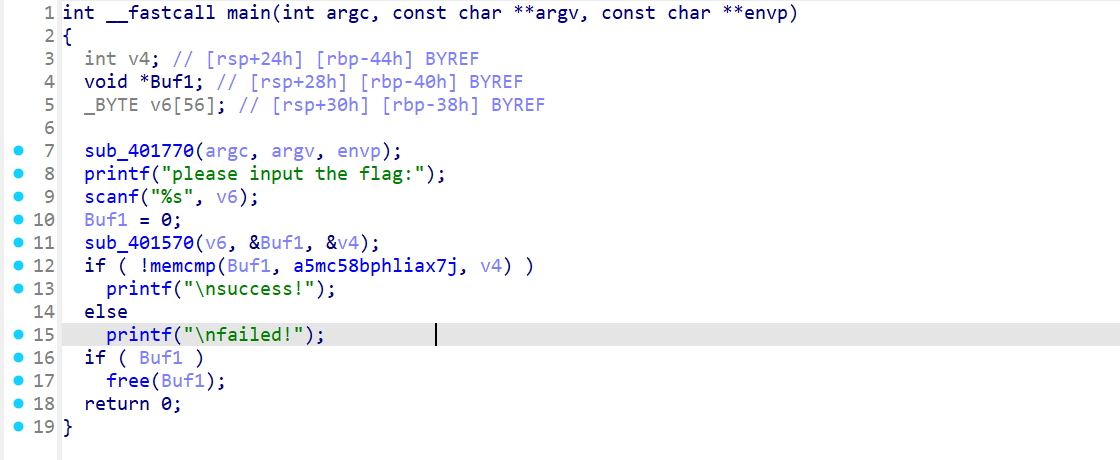 1 int __fastcall main(int argc, const char **argv, const char **envp)
2 {
3   int v4; // [rsp+24h] [rbp-44h] BYREF
4   void *Buf1; // [rsp+28h] [rbp-40h] BYREF
5   _BYTE v6[56]; // [rsp+30h] [rbp-38h] BYREF
6
7   sub_401770(argc, argv, envp);
8   printf("please input the flag:");
9   scanf("%s", v6);
10   Buf1 = 0;
11   sub_401570(v6, &Buf1, &v4);
12   if ( !memcmp(Buf1, a5mc58bphliax7j, v4) )
13     printf("\nsuccess!");
14   else
15     printf("\nfailed!");
16   if ( Buf1 )
17     free(Buf1);
18   return 0;
19 }